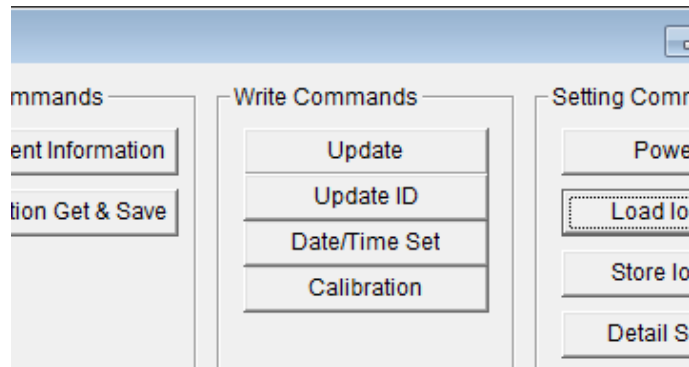 mmands
ent Information
tion Get & Save
Write Commands
Update
Update ID
Date/Time Set
Calibration
Setting Comm
Powe
Load lo
Store lo
Detail S